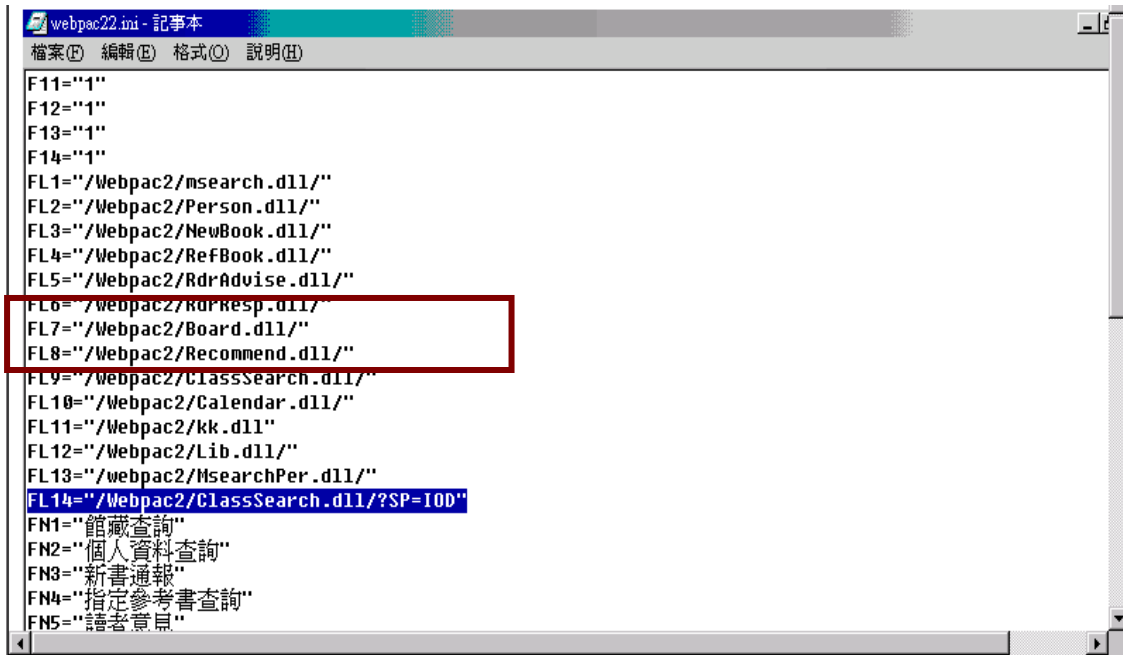 webpac22.ini - 記事本
檔案(F) 編輯(E) 格式(O) 說明(H)
F11="1"
F12="1"
F13="1"
F14="1"
FL1="/Webpac2/msearch.dll/"
FL2="/Webpac2/Person.dll/"
FL3="/Webpac2/NewBook.dll/"
FL4="/Webpac2/RefBook.dll/"
FL5="/Webpac2/RdrAdvise.dll/"
FL6="/Webpac2/RdrResp.dll/"
FL7="/Webpac2/Board.dll/"
FL8="/Webpac2/Recommend.dll/"
FL9="/Webpac2/ClassSearch.dll/"
FL10="/Webpac2/Calendar.dll/"
FL11="/Webpac2/kk.dll"
FL12="/Webpac2/Lib.dll/"
FL13="/webpac2/MsearchPer.dll/"
FL14="/Webpac2/ClassSearch.dll/?SP=IOD"
FN1="館藏查詢"
FN2="個人資料查詢"
FN3="新書通報"
FN4="指定參考書查詢"
FN5="讀者意見"